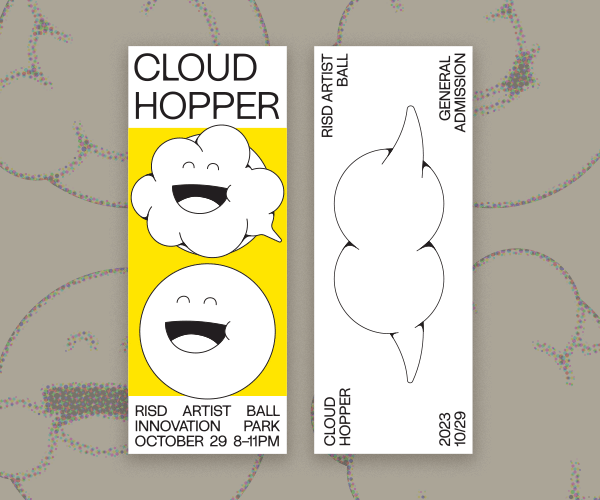 CLOUD
HOPPER
RISD ARTIST BALL
INNOVATION PARK
OCTOBER 29 8–11PM
RISD ARTIST
BALL
GENERAL
ADMISSION
CLOUD
HOPPER
2023
10/29